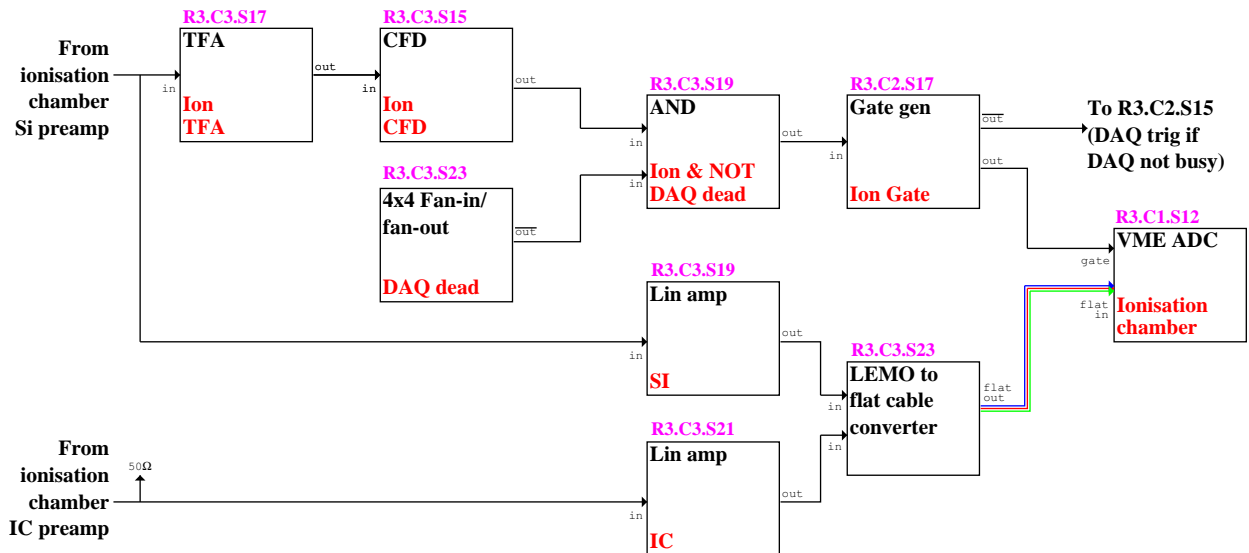 R3.C3.S17
TFA
in
out
Ion
TFA
R3.C3.S15
CFD
in
out
Ion
CFD
From
ionisation
chamber
Si preamp
R3.C3.S19
AND
in
in
out
Ion & NOT
DAQ dead
R3.C2.S17
Gate gen
in
out
out
Ion Gate
To R3.C2.S15
(DAQ trig if
DAQ not busy)
R3.C3.S23
4x4 Fan-in/
fan-out
out
DAQ dead
R3.C1.S12
VME ADC
gate
flat
in
Ionisation
chamber
R3.C3.S19
Lin amp
in
out
SI
R3.C3.S23
LEMO to
flat cable
converter
in
in
flat
out
From
ionisation
chamber
IC preamp
50Ω
R3.C3.S21
Lin amp
in
out
IC